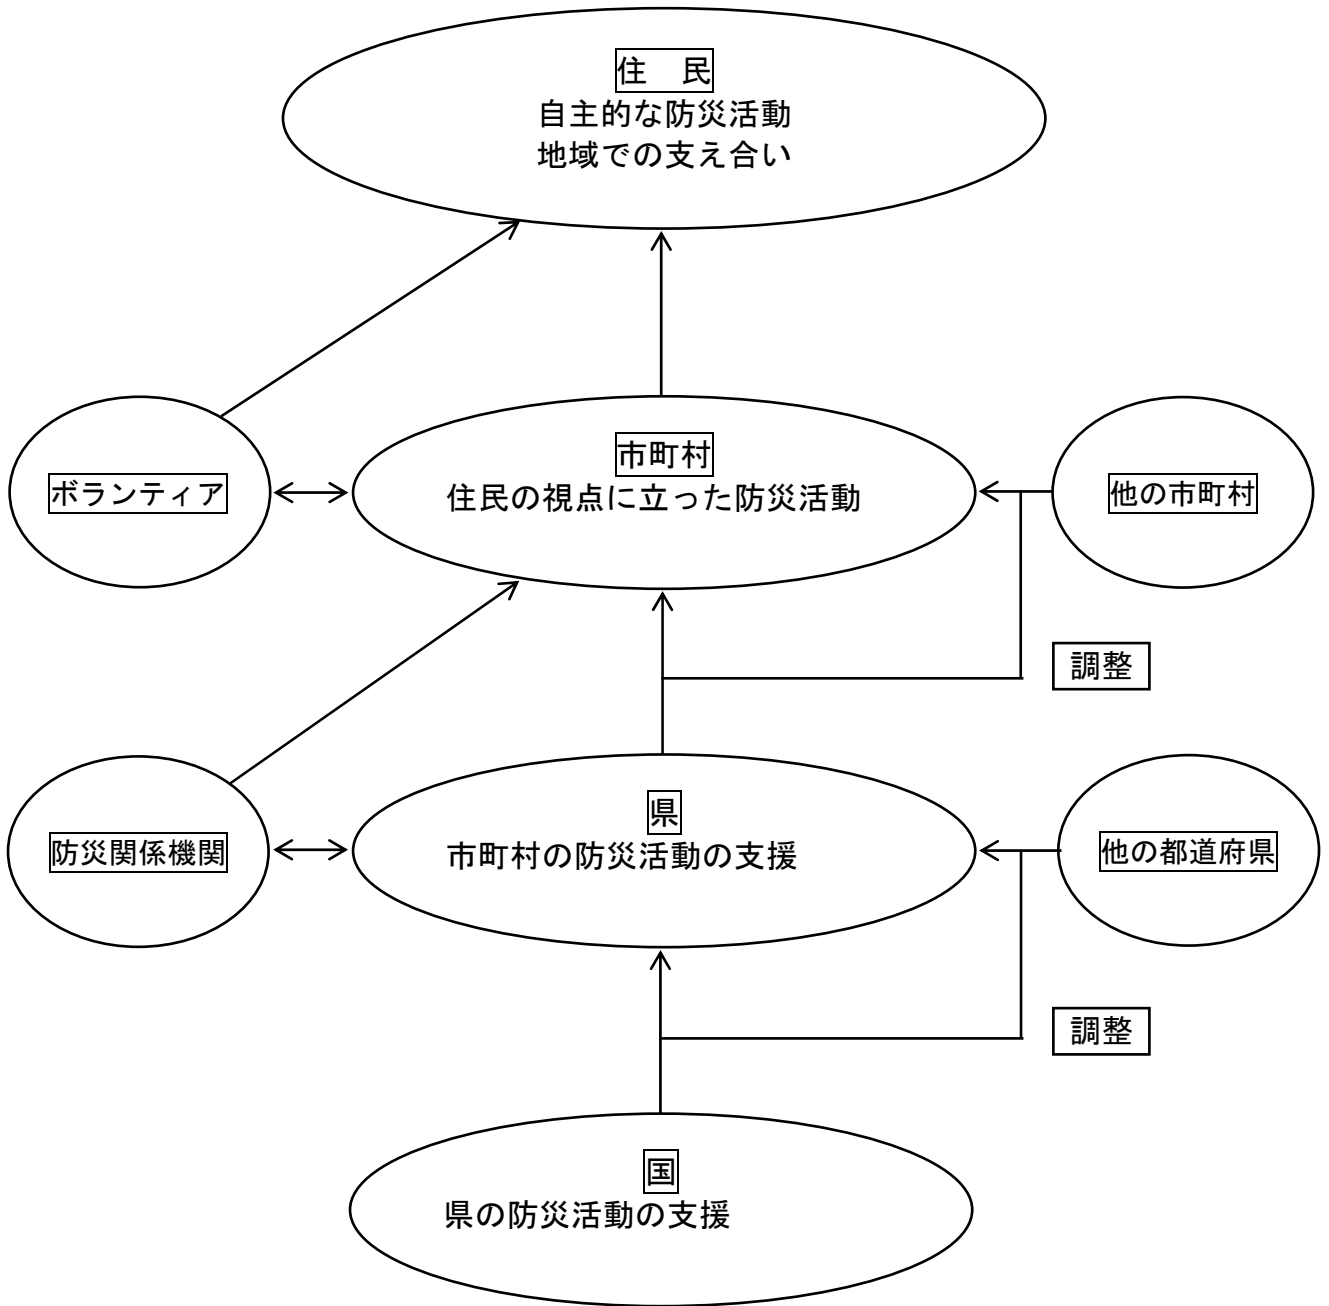 住　民
自主的な防災活動
地域での支え合い
市町村
住民の視点に立った防災活動
ボランティア
他の市町村
調整
県
市町村の防災活動の支援
防災関係機関
他の都道府県
調整
国
県の防災活動の支援